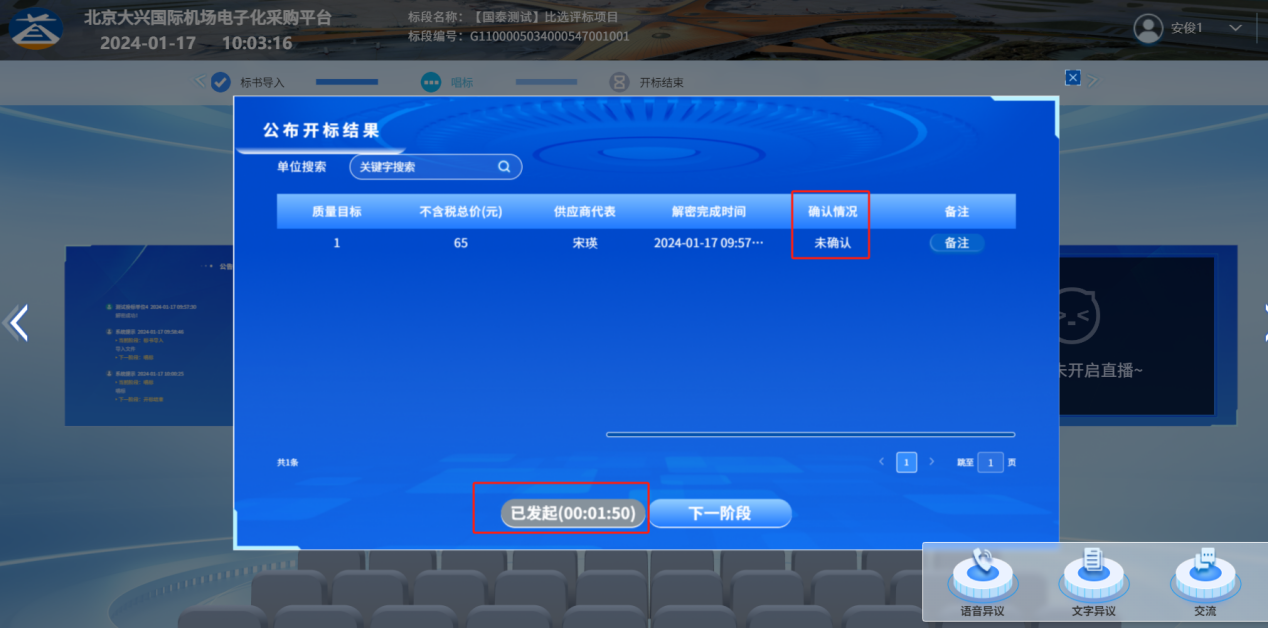 北京大兴国际机场电子化采购平台
2024-01-17 10:03:16
标段名称：【国泰测试】比选评标项目
标段编号：G1100005034000547001001
安俊1
标书导入
唱标
开标结束
公布开标结果
单位搜索
关键字搜索
质量目标 不含税总价(元) 供应商代表 解密完成时间 确认情况 备注
1 65 宋瑛 2024-01-17 09:57··· 未确认 备注
未开启直播~
共1条
1
跳至 1 页
已发起(00:01:50)
下一阶段
语音异议
文字异议
交流